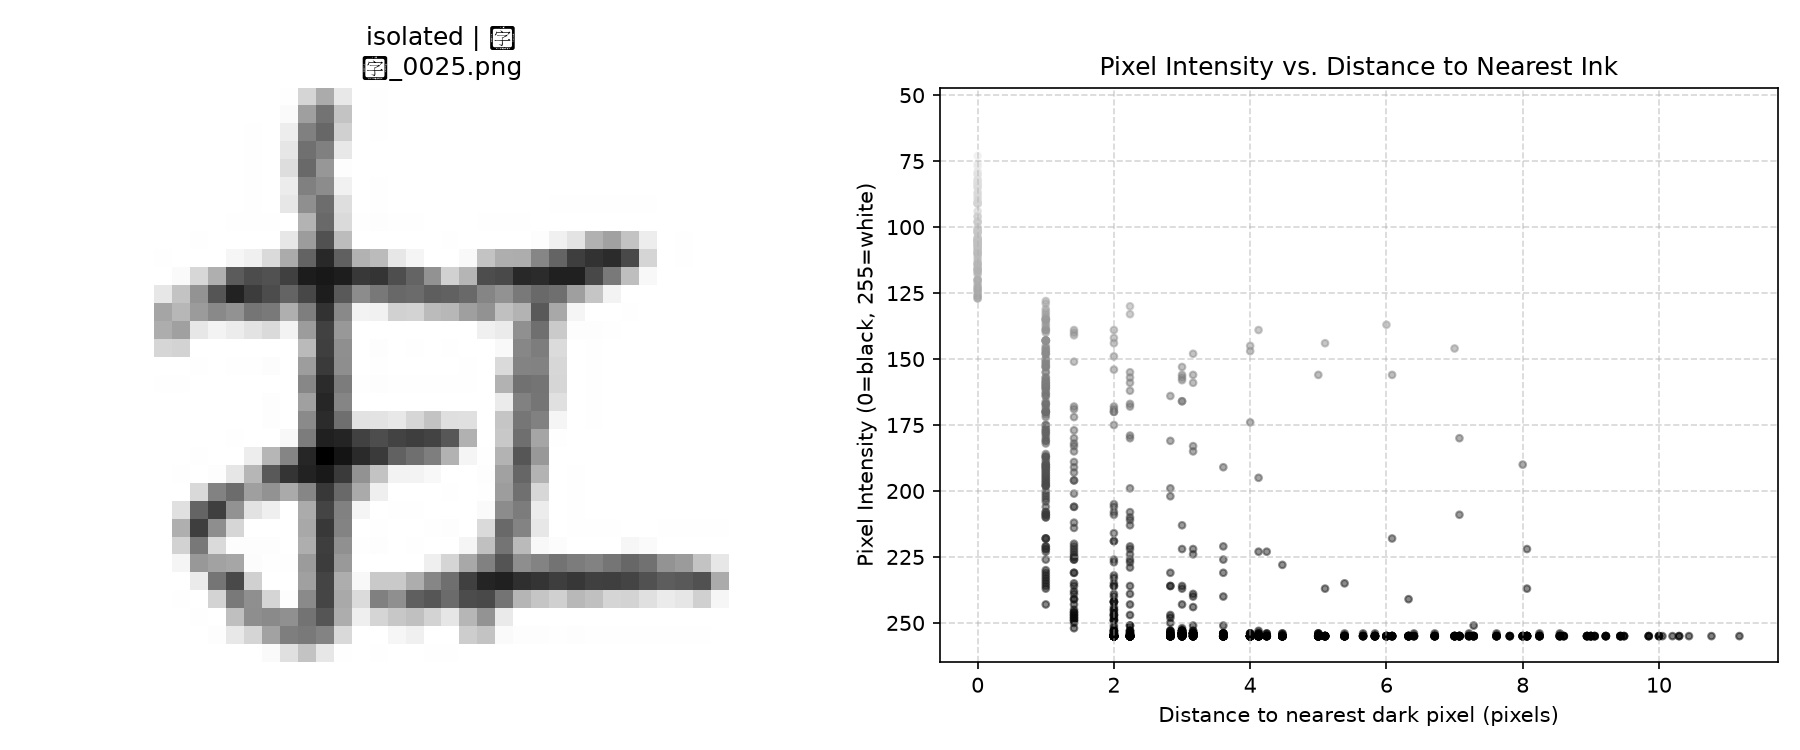 isolated |
_0025.png
扛
Pixel Intensity vs. Distance to Nearest Ink
Pixel Intensity (0=black, 255=white)
50
75
100
125
150
175
200
225
250
0 2 4 6 8 10
Distance to nearest dark pixel (pixels)